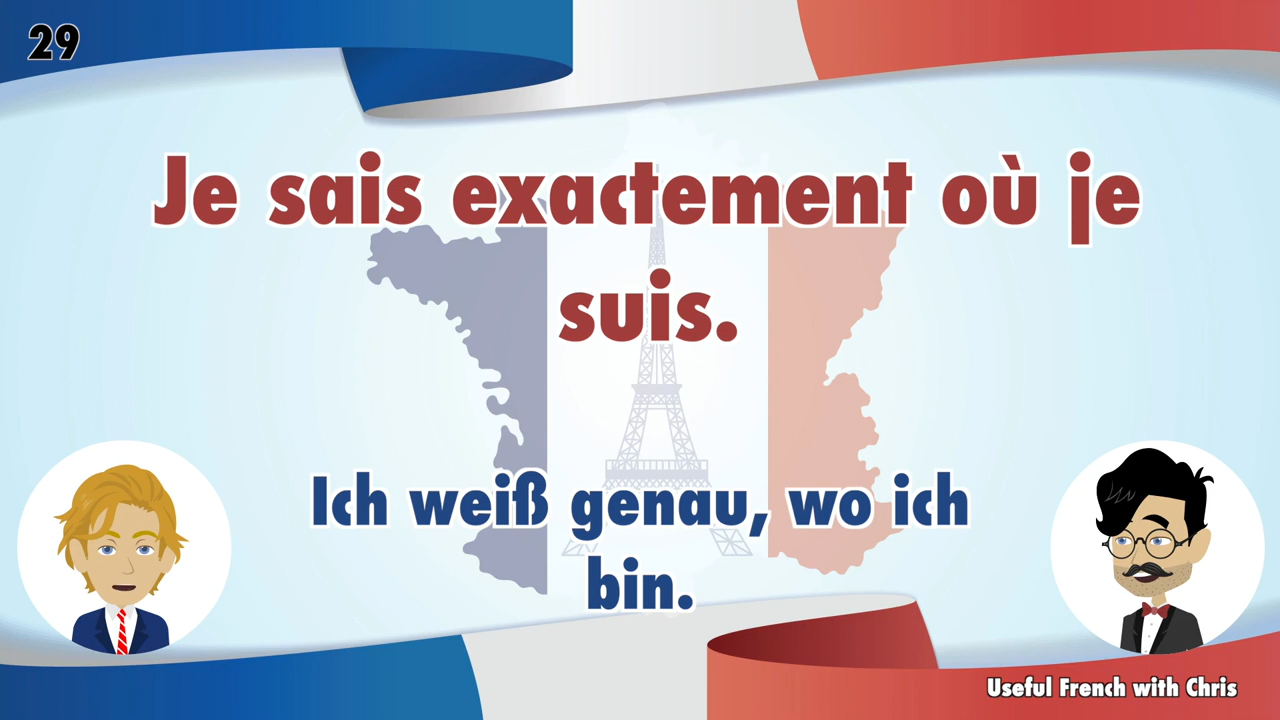 29
Je sais exactement où je
suis.
Ich weiß genau, wo ich
bin.
Useful French with Chris